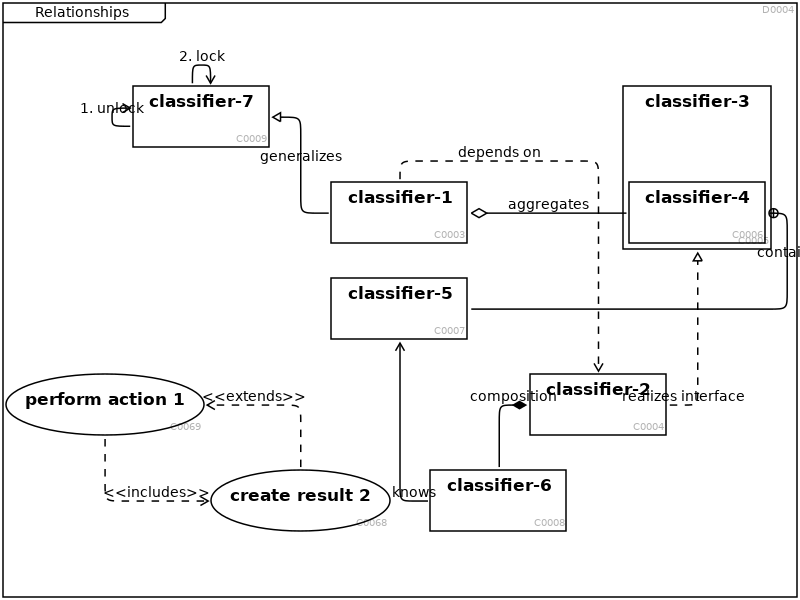 Relationships
D0004
2. lock
1. unlock
classifier-7
C0009
classifier-3
generalizes
depends on
classifier-1
C0003
aggregates
classifier-4
C0006
contai
classifier-5
C0007
perform action 1
C0069
<<extends>>
composition
classifier-2
C0004
realizes interface
<<includes>>
create result 2
C0068
knows
classifier-6
C0008